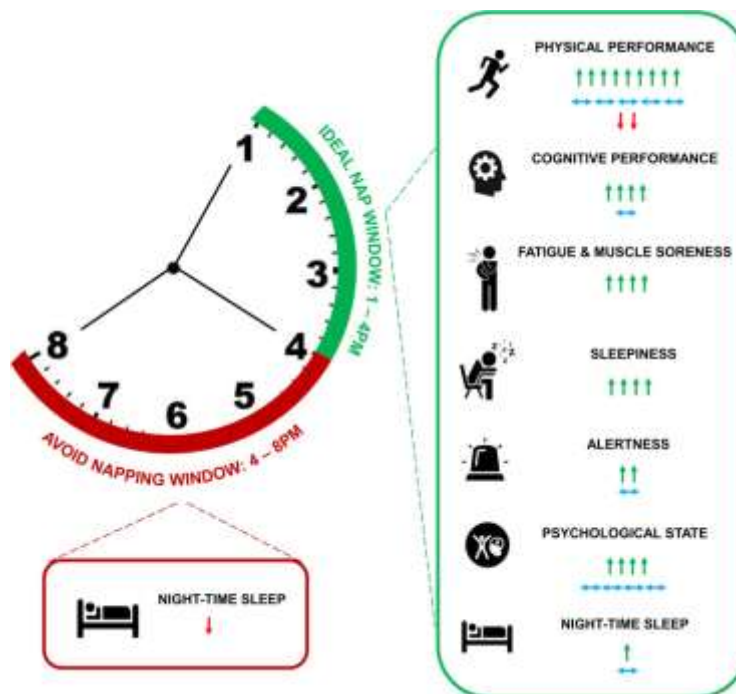 1
2
3
4
5
6
7
8
IDEAL NAP WINDOW: 1 – 4PM
AVOID NAPPING WINDOW: 4 – 8PM
NIGHT-TIME SLEEP
PHYSICAL PERFORMANCE
COGNITIVE PERFORMANCE
FATIGUE & MUSCLE SORENESS
SLEEPINESS
ALERTNESS
PSYCHOLOGICAL STATE
NIGHT-TIME SLEEP